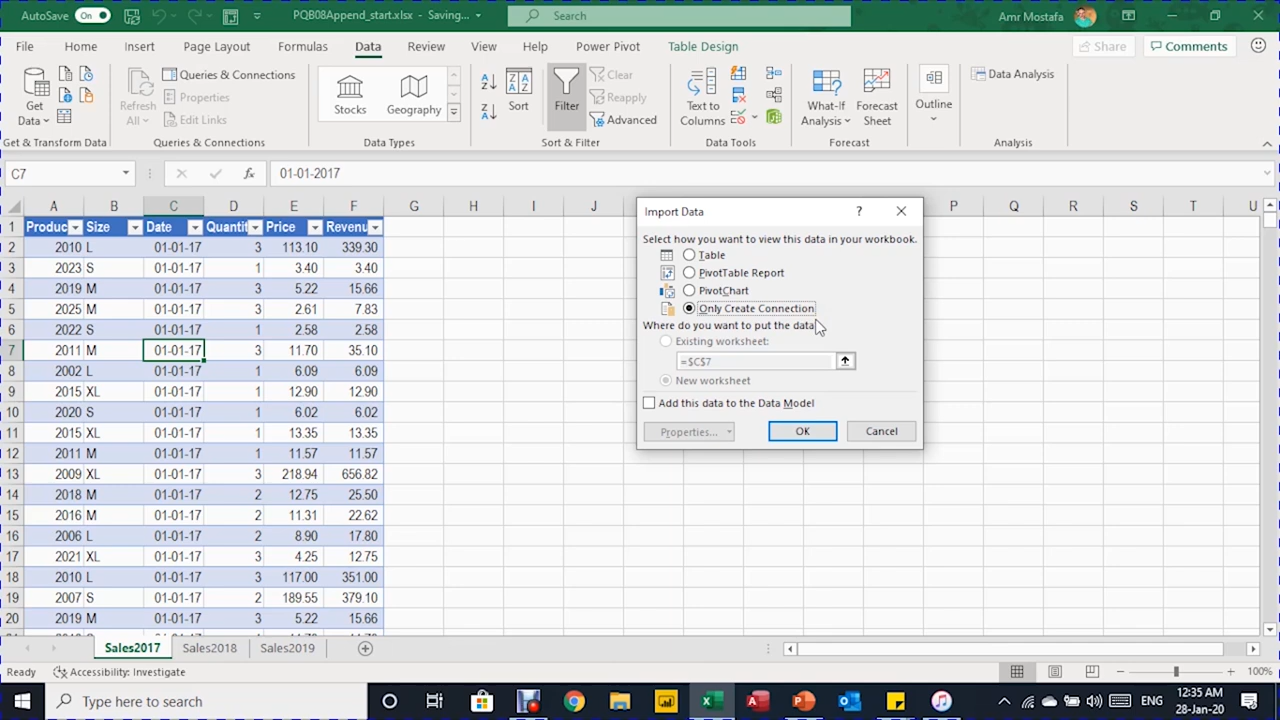 AutoSave On PQB08Append_start.xlsx - Saving... Search Amr Mostafa
File Home Insert Page Layout Formulas Data Review View Help Power Pivot Table Design Share Comments
Get Data
Refresh All
Queries & Connections
Properties
Edit Links
Stocks Geography
Sort
Filter
Clear
Reapply
Advanced
Text to Columns
What-If Analysis
Forecast Sheet
Outline
Data Analysis
Get & Transform Data Queries & Connections Data Types Sort & Filter Data Tools Forecast Analysis
C7 fx 01-01-2017
A B C D E F G H I J P Q R S T U
1 Produc Size Date Quantit Price Revenu
2 2010 L 01-01-17 3 113.10 339.30
3 2023 S 01-01-17 1 3.40 3.40
4 2019 M 01-01-17 3 5.22 15.66
5 2025 M 01-01-17 3 2.61 7.83
6 2022 S 01-01-17 1 2.58 2.58
7 2011 M 01-01-17 3 11.70 35.10
8 2002 L 01-01-17 1 6.09 6.09
9 2015 XL 01-01-17 1 12.90 12.90
10 2020 S 01-01-17 1 6.02 6.02
11 2015 XL 01-01-17 1 13.35 13.35
12 2011 M 01-01-17 1 11.57 11.57
13 2009 XL 01-01-17 3 218.94 656.82
14 2018 M 01-01-17 2 12.75 25.50
15 2016 M 01-01-17 2 11.31 22.62
16 2006 L 01-01-17 2 8.90 17.80
17 2021 XL 01-01-17 3 4.25 12.75
18 2010 L 01-01-17 3 117.00 351.00
19 2007 S 01-01-17 2 189.55 379.10
20 2019 M 01-01-17 3 5.22 15.66
Import Data ?
Select how you want to view this data in your workbook.
Table
PivotTable Report
PivotChart
Only Create Connection
Where do you want to put the data
Existing worksheet:
=$C$7
New worksheet
Add this data to the Data Model
Properties... OK Cancel
Sales2017 Sales2018 Sales2019
Ready Accessibility: Investigate 100%
Type here to search ENG 12:35 AM
28-Jan-20